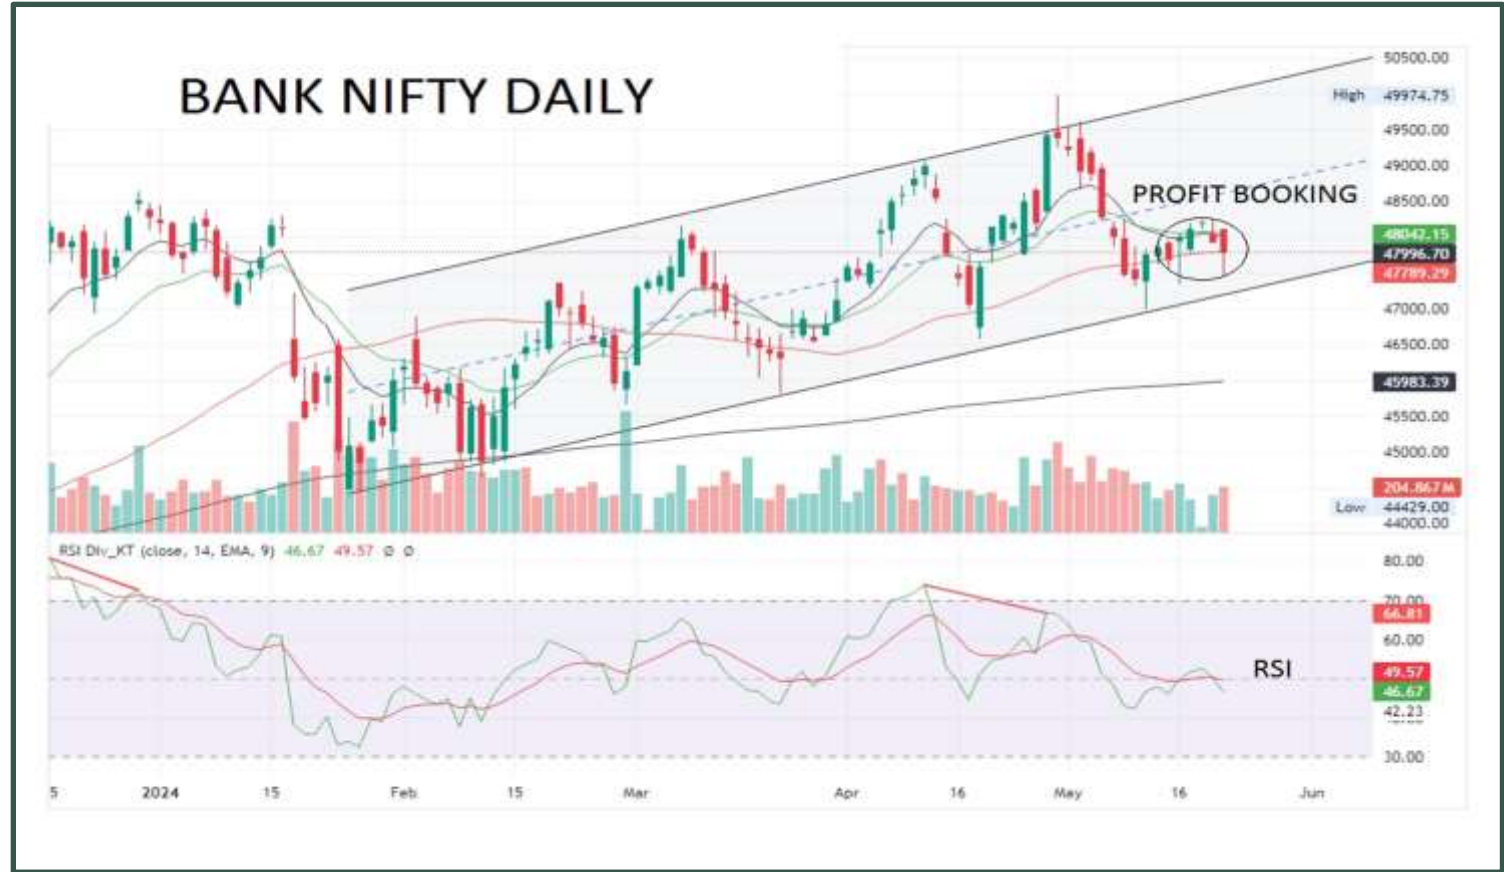 BANK NIFTY DAILY
50500.00
High 49974.75
49500.00
49000.00
PROFIT BOOKING
48500.00
48042.15
47996.70
47789.29
47000.00
46500.00
45983.39
45500.00
45000.00
204.867M
Low 44429.00
44000.00
RSI Div_KT (close, 14, EMA, 9) 46.67 49.57 Ø Ø
80.00
70.00
66.81
60.00
RSI
49.57
46.67
42.23
30.00
5 2024 15 Feb 15 Mar Apr 16 May 16 Jun